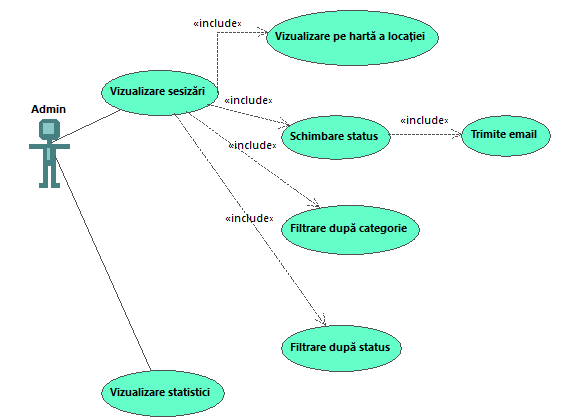 «include»
Vizualizare pe hartă a locației
Vizualizare sesizări
Admin
«include»
«include»
Schimbare status
Trimite email
«include»
«include»
Filtrare după categorie
Filtrare după status
Vizualizare statistici